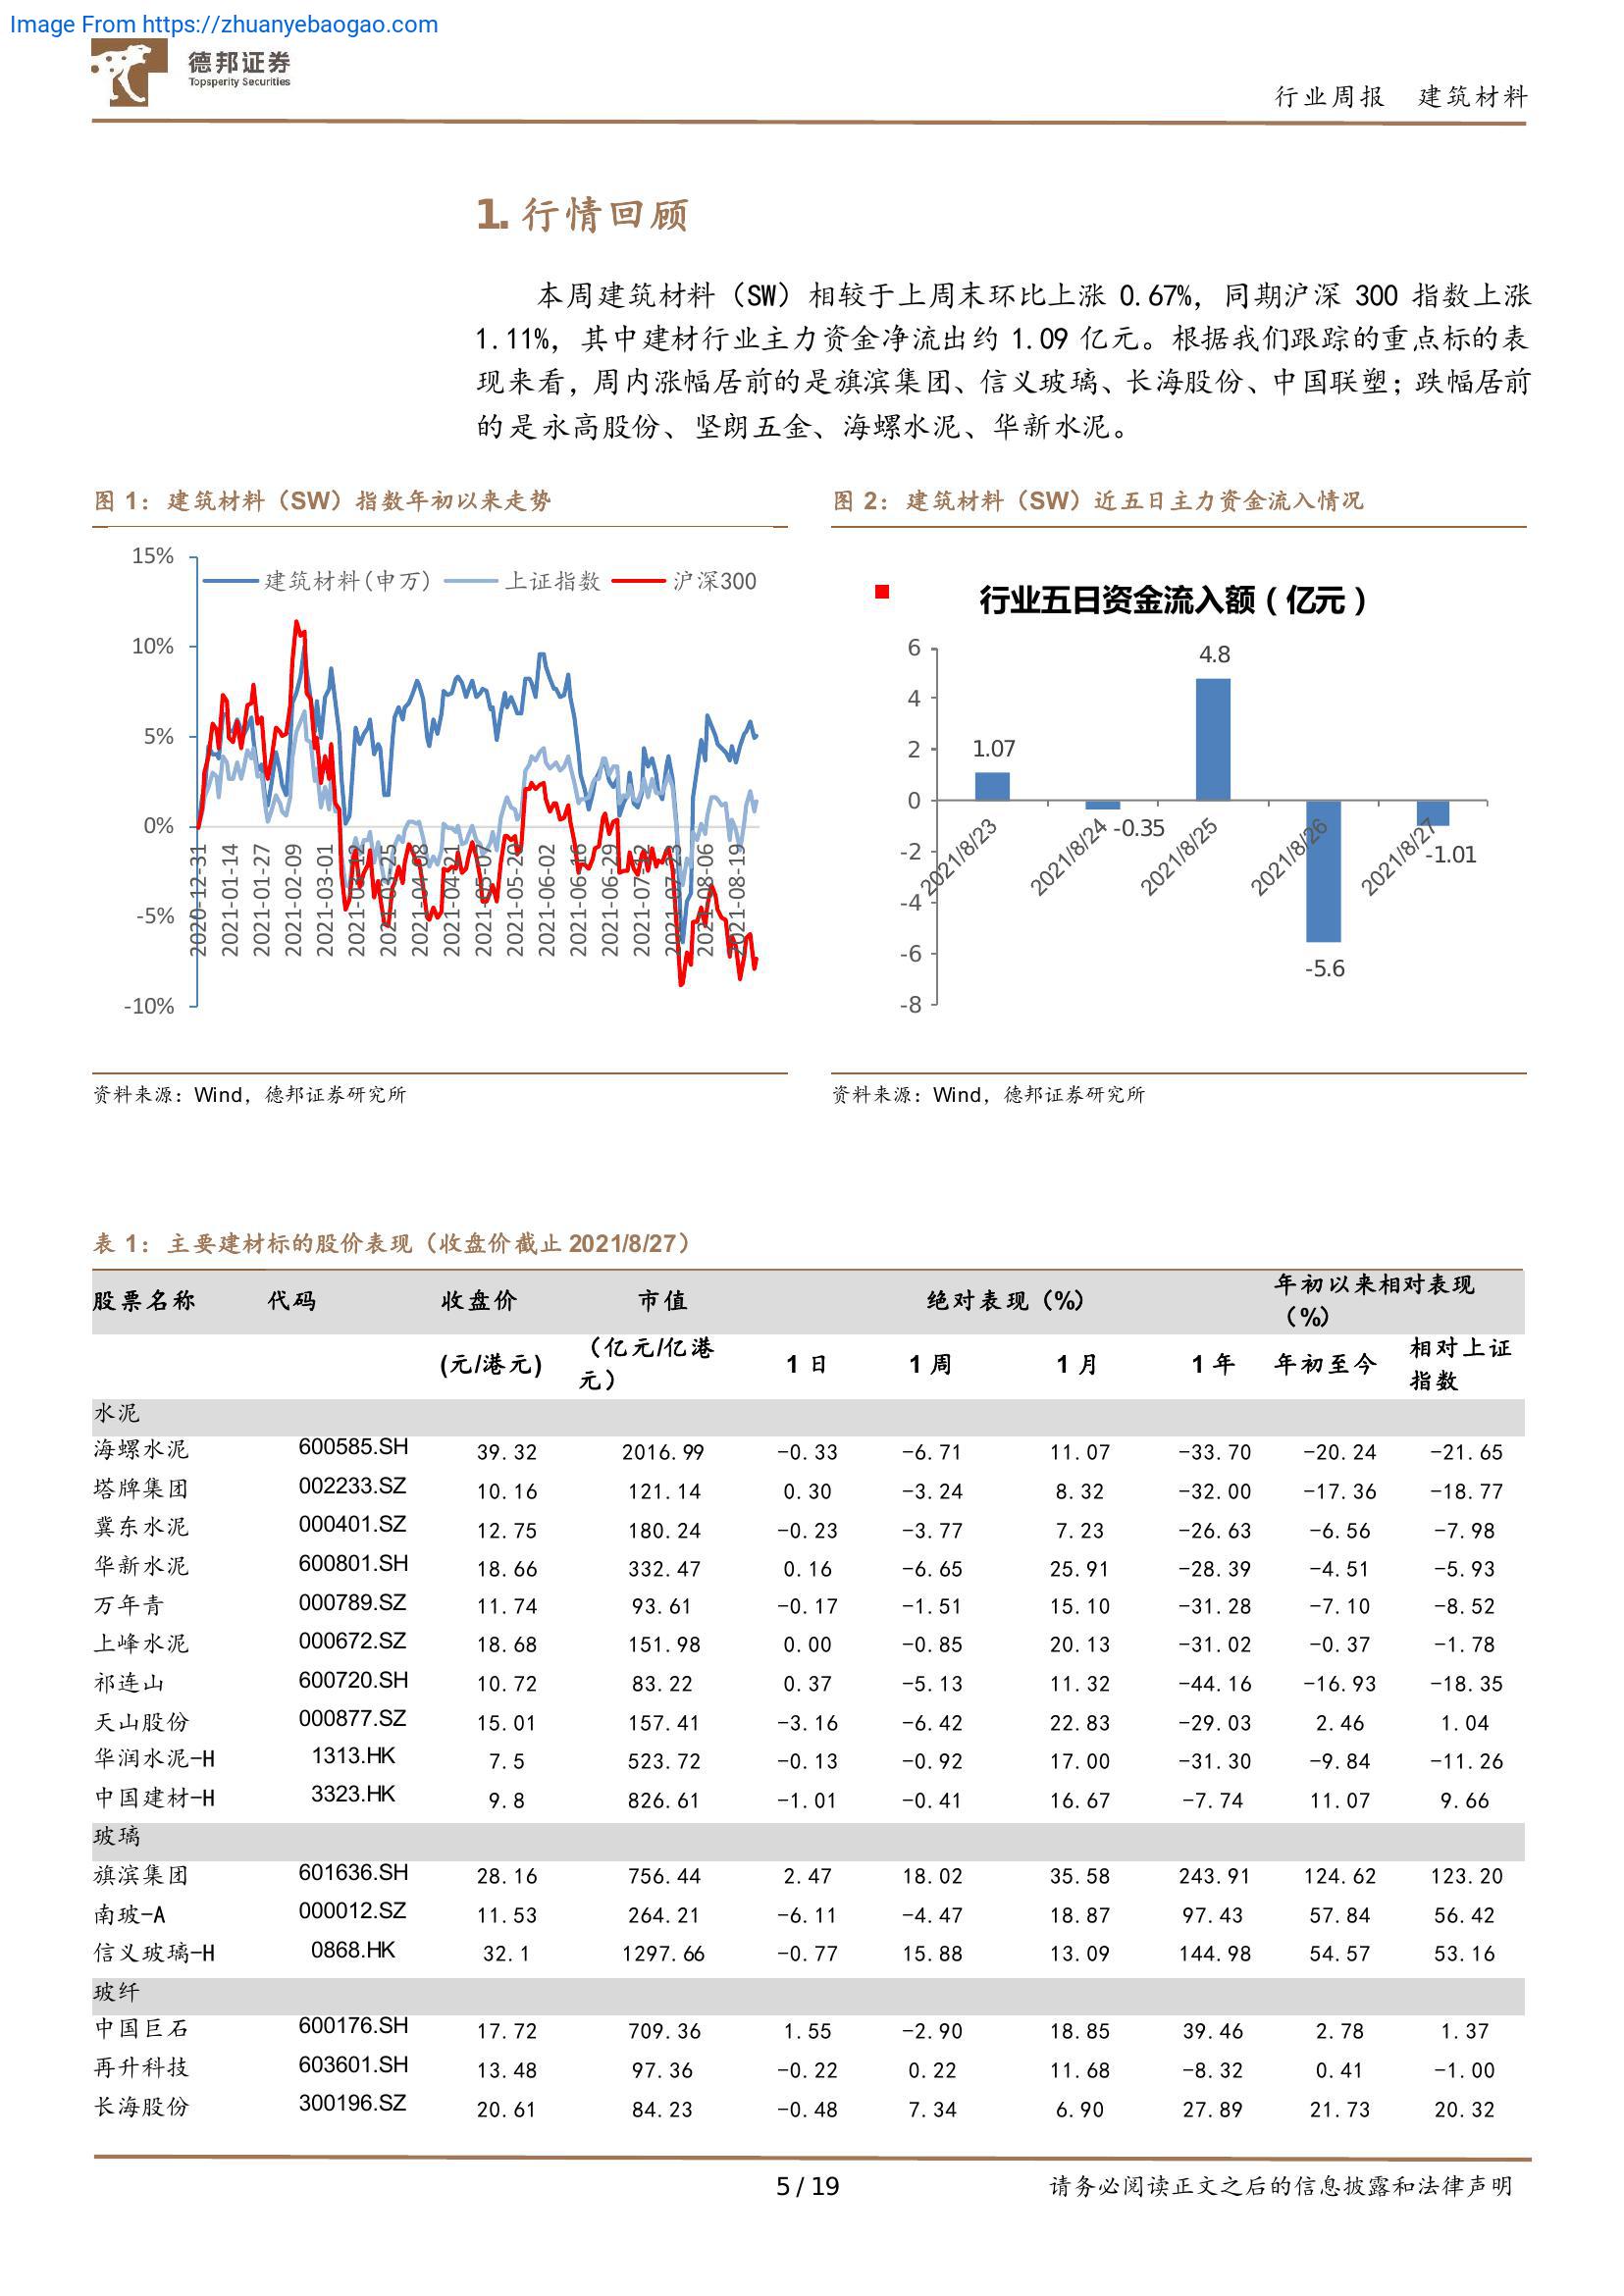 Image From https://zhuanyebaogao.com
德邦证券
Topsperity Securities
行业周报 建筑材料
1. 行情回顾
本周建筑材料（SW）相较于上周末环比上涨 0.67%，同期沪深 300 指数上涨
1.11%，其中建材行业主力资金净流出约 1.09 亿元。根据我们跟踪的重点标的表
现来看，周内涨幅居前的是旗滨集团、信义玻璃、长海股份、中国联塑；跌幅居前
的是永高股份、坚朗五金、海螺水泥、华新水泥。
图 1：建筑材料（SW）指数年初以来走势
15%
10%
5%
0%
-5%
-10%
建筑材料(申万) 上证指数 沪深300
2020-12-31
2021-01-14
2021-01-27
2021-02-09
2021-03-01
2021-03-12
2021-03-25
2021-04-08
2021-04-21
2021-05-07
2021-05-20
2021-06-02
2021-06-16
2021-06-29
2021-07-12
2021-07-23
2021-08-06
2021-08-19
资料来源：Wind，德邦证券研究所
图 2：建筑材料（SW）近五日主力资金流入情况
行业五日资金流入额（亿元）
6
4
2
0
-2
-4
-6
-8
1.07
-0.35
4.8
-5.6
-1.01
2021/8/23
2021/8/24
2021/8/25
2021/8/26
2021/8/27
资料来源：Wind，德邦证券研究所
表 1：主要建材标的股价表现（收盘价截止 2021/8/27）
股票名称 代码 收盘价 市值 绝对表现（%） 年初以来相对表现（%）
(元/港元) （亿元/亿港元） 1 日 1 周 1 月 1 年 年初至今 相对上证指数
水泥
海螺水泥 600585.SH 39.32 2016.99 -0.33 -6.71 11.07 -33.70 -20.24 -21.65
塔牌集团 002233.SZ 10.16 121.14 0.30 -3.24 8.32 -32.00 -17.36 -18.77
冀东水泥 000401.SZ 12.75 180.24 -0.23 -3.77 7.23 -26.63 -6.56 -7.98
华新水泥 600801.SH 18.66 332.47 0.16 -6.65 25.91 -28.39 -4.51 -5.93
万年青 000789.SZ 11.74 93.61 -0.17 -1.51 15.10 -31.28 -7.10 -8.52
上峰水泥 000672.SZ 18.68 151.98 0.00 -0.85 20.13 -31.02 -0.37 -1.78
祁连山 600720.SH 10.72 83.22 0.37 -5.13 11.32 -44.16 -16.93 -18.35
天山股份 000877.SZ 15.01 157.41 -3.16 -6.42 22.83 -29.03 2.46 1.04
华润水泥-H 1313.HK 7.5 523.72 -0.13 -0.92 17.00 -31.30 -9.84 -11.26
中国建材-H 3323.HK 9.8 826.61 -1.01 -0.41 16.67 -7.74 11.07 9.66
玻璃
旗滨集团 601636.SH 28.16 756.44 2.47 18.02 35.58 243.91 124.62 123.20
南玻-A 000012.SZ 11.53 264.21 -6.11 -4.47 18.87 97.43 57.84 56.42
信义玻璃-H 0868.HK 32.1 1297.66 -0.77 15.88 13.09 144.98 54.57 53.16
玻纤
中国巨石 600176.SH 17.72 709.36 1.55 -2.90 18.85 39.46 2.78 1.37
再升科技 603601.SH 13.48 97.36 -0.22 0.22 11.68 -8.32 0.41 -1.00
长海股份 300196.SZ 20.61 84.23 -0.48 7.34 6.90 27.89 21.73 20.32
5 / 19
请务必阅读正文之后的信息披露和法律声明